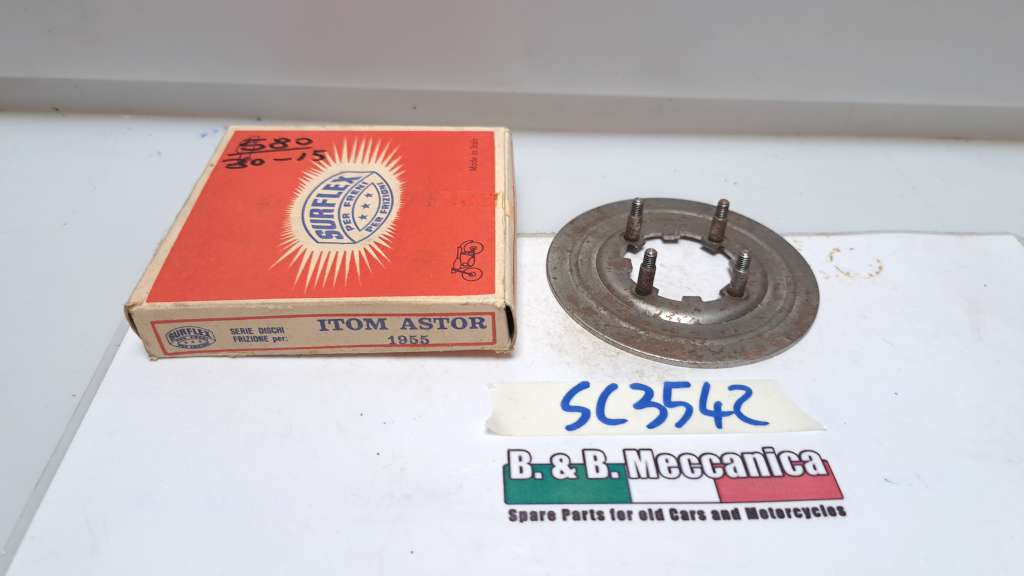 80-115
Made in Italy
SURFLEX
PER FRENI
PER FRIZIONI
SURFLEX
SERIE DISCHI
FRIZIONE per:
ITOM ASTOR
1955
SC3542
B. & B. Meccanica
Spare Parts for old Cars and Motorcycles